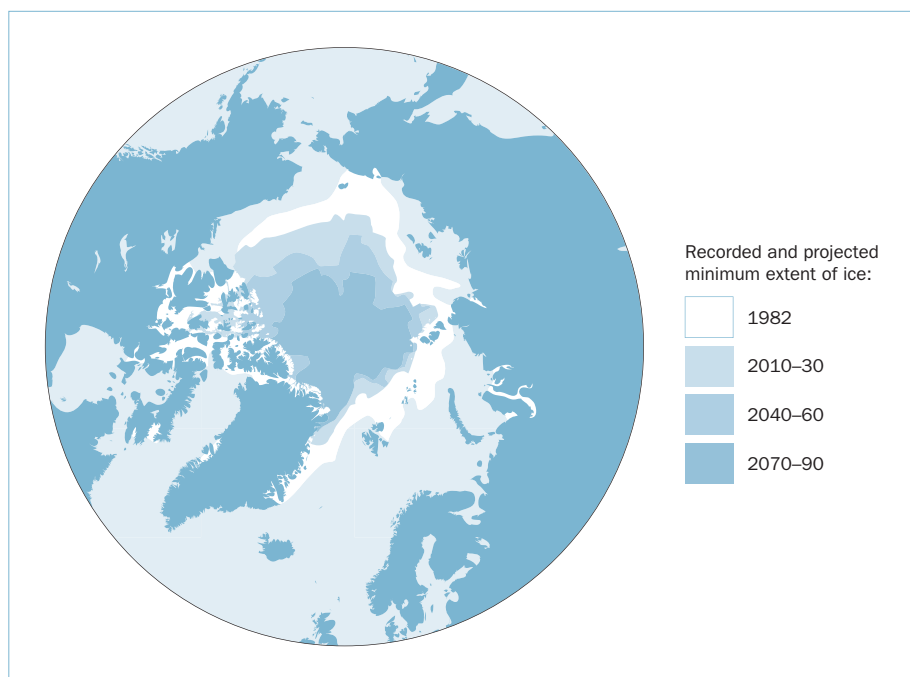 Recorded and projected
minimum extent of ice:
1982
2010–30
2040–60
2070–90